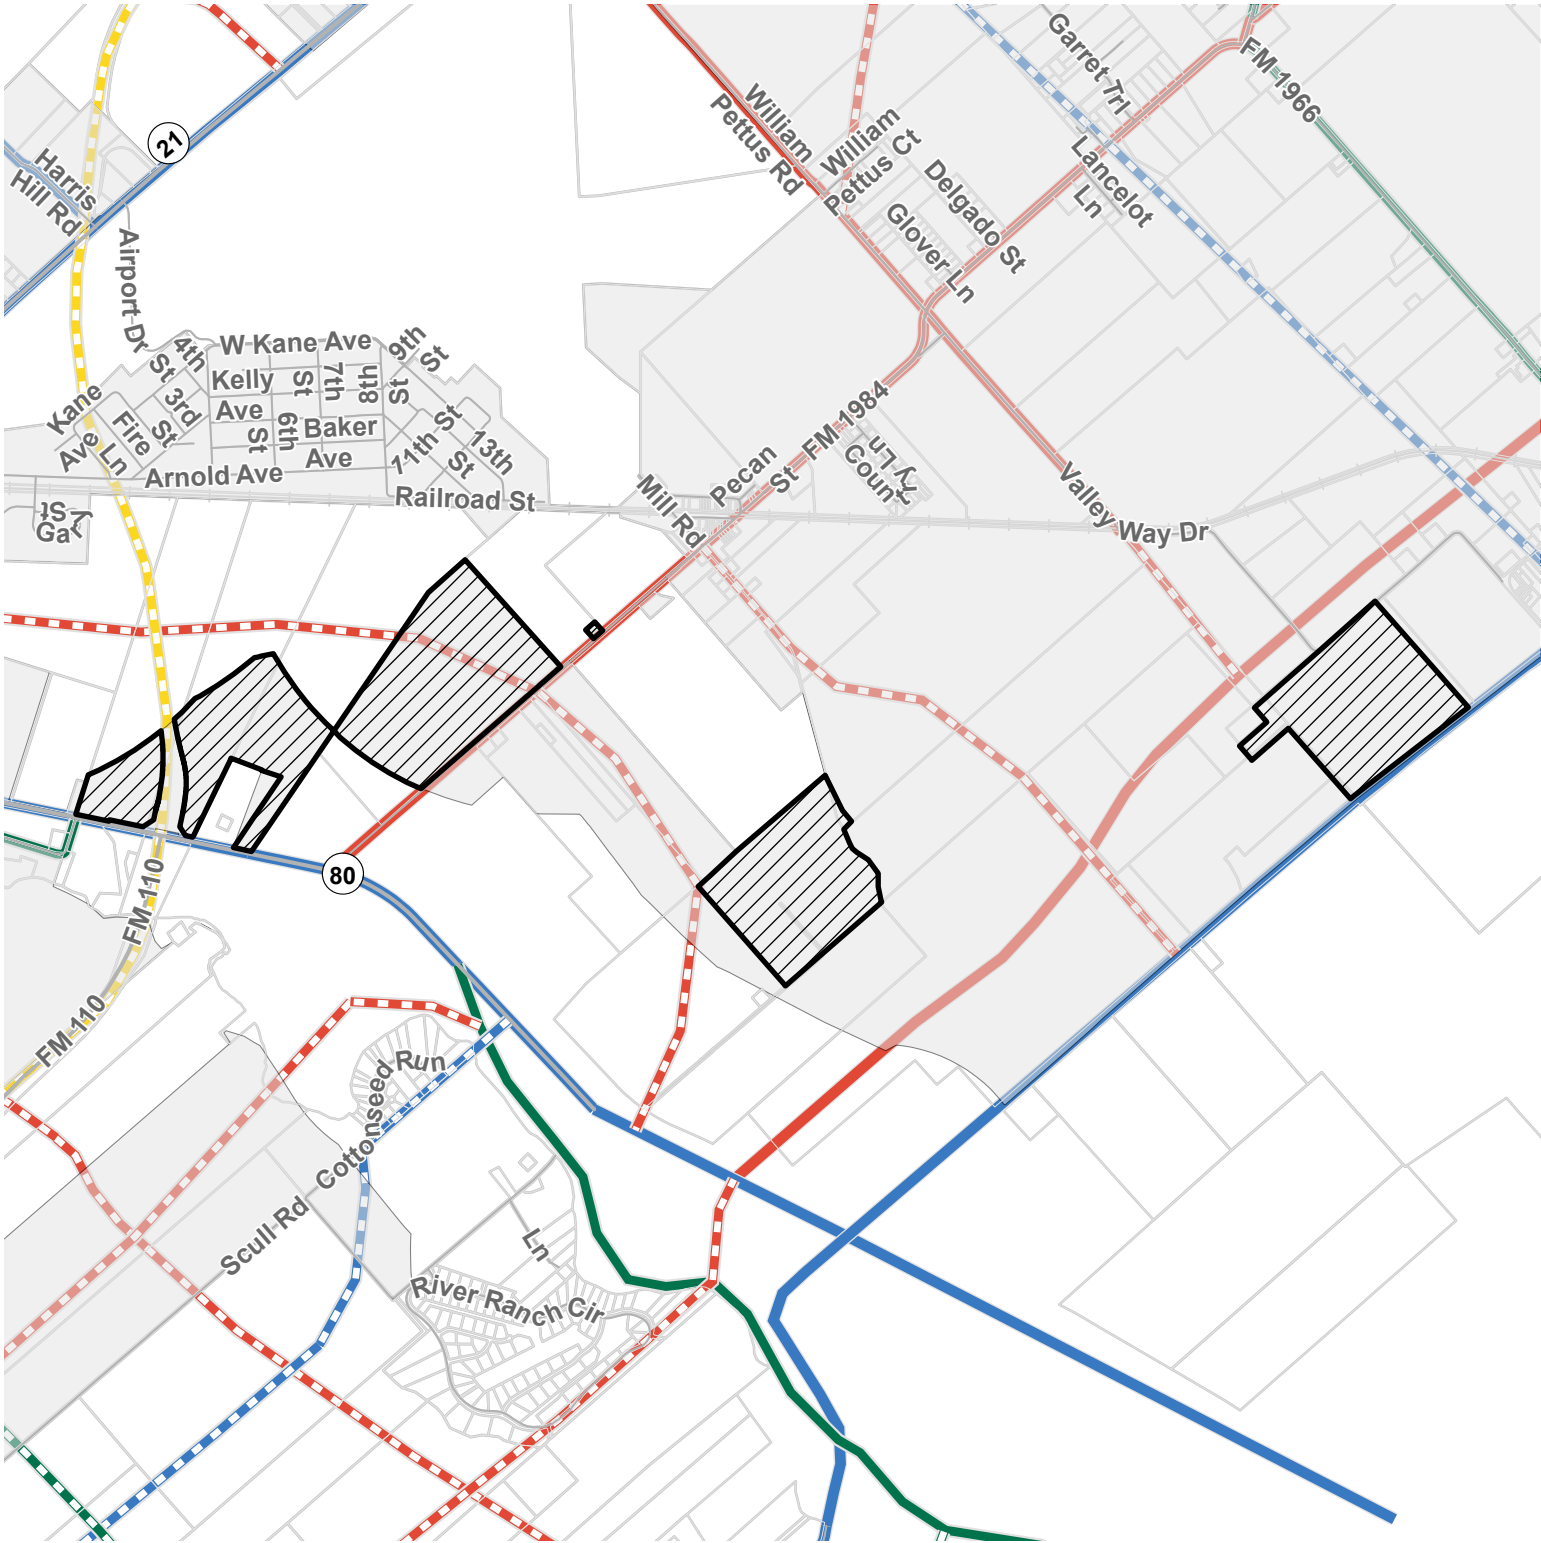 Garret Trl
FM 1966
William
Pettus Rd
William
Pettus Ct
21
Harris
Hill Rd
Lancelot
Ln
Delgado St
Glover Ln
Airport Dr
4th
St
W Kane Ave
9th
St
Kelly
Ave
St
7th
8th
St
3rd
St
Kane
Ave
Fire
Ln
6th
St
Baker
Ave
11th St
13th
St
FM 1984
County Ln
Arnold Ave
Pecan
St
Railroad St
Mill Rd
Valley Way Dr
Gary
St
80
FM 110
FM 110
Cottonseed Run
Scull Rd
Ln
River Ranch Cir